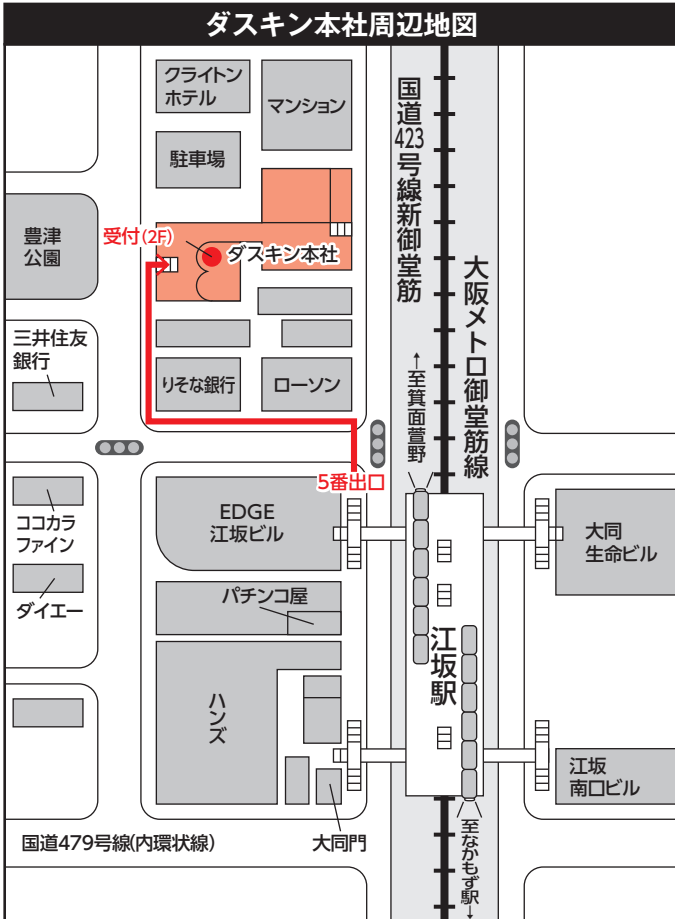 ダスキン本社周辺地図
クライトン
ホテル
マンション
駐車場
国道423号線新御堂筋
豊津
公園
受付(2F)
ダスキン本社
大阪メトロ御堂筋線
三井住友
銀行
りそな銀行
ローソン
←至箕面萱野
5番出口
EDGE
江坂ビル
ココカラ
ファイン
大同
生命ビル
ダイエー
パチンコ屋
江坂駅
ハンズ
江坂
南口ビル
国道479号線(内環状線)
大同門
至なかもず駅→